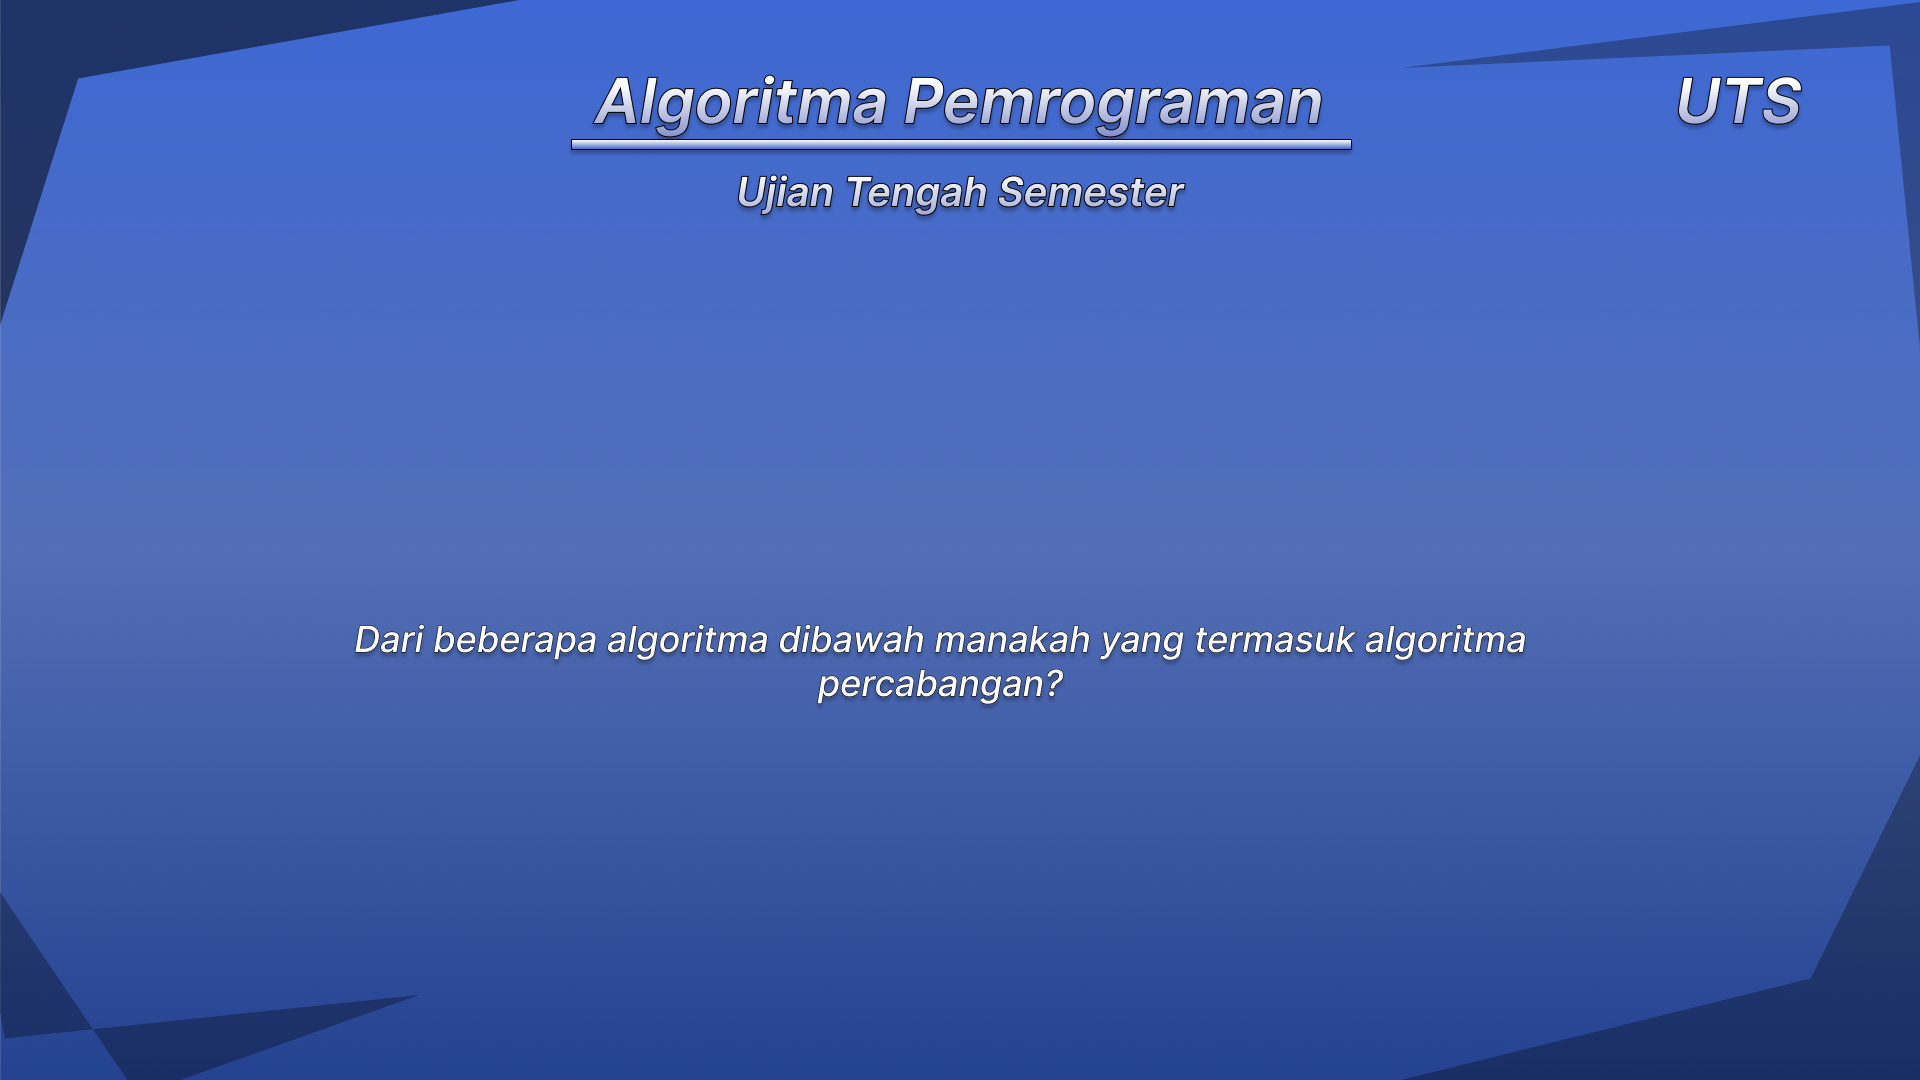 Algoritma Pemrograman
UTS
Ujian Tengah Semester
Dari beberapa algoritma dibawah manakah yang termasuk algoritma
percabangan?